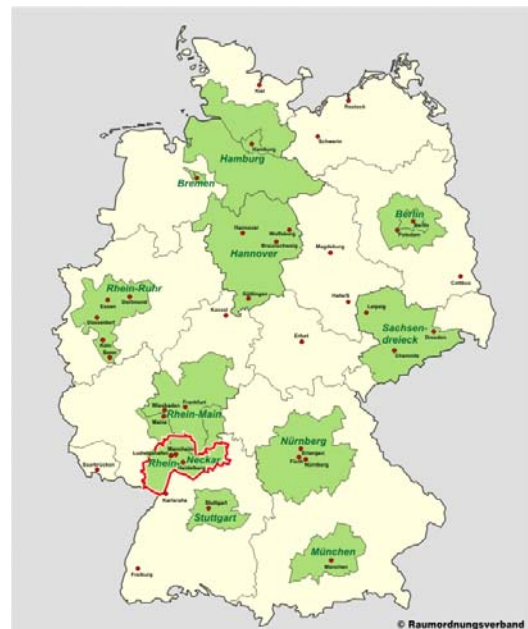 Kiel
Rostock
Schwerin
Hamburg
Hamburg
Bremen
Berlin
Berlin
Potsdam
Hannover
Wolfsburg
Braunschweig
Hannover
Magdeburg
Cottbus
Göttingen
Rhein-Ruhr
Essen
Dortmund
Düsseldorf
Köln
Bonn
Kassel
Halle/S.
Leipzig
Sachsen-
dreieck
Dresden
Chemnitz
Erfurt
Wiesbaden
Frankfurt
Mainz
Rhein-Main
Ludwigshafen
Mannheim
Rhein-
Neckar
Heidelberg
Saarbrücken
Karlsruhe
Nürnberg
Erlangen
Fürth
Nürnberg
Stuttgart
Stuttgart
München
München
Freiburg
© Raumordnungsverband